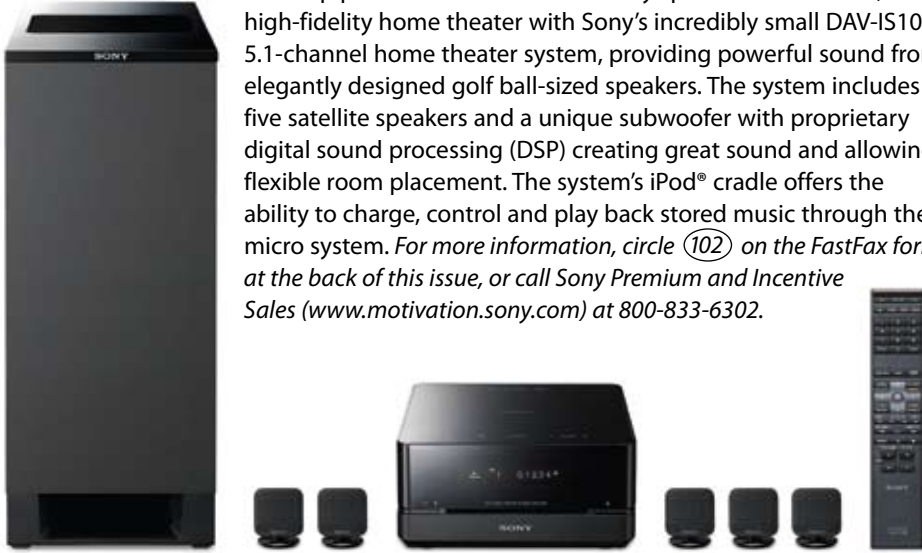 high-fidelity home theater with Sony's incredibly small DAV-IS10
5.1-channel home theater system, providing powerful sound fro
elegantly designed golf ball-sized speakers. The system includes
five satellite speakers and a unique subwoofer with proprietary
digital sound processing (DSP) creating great sound and allowin
flexible room placement. The system's iPod® cradle offers the
ability to charge, control and play back stored music through the
micro system. For more information, circle 102 on the FastFax for
at the back of this issue, or call Sony Premium and Incentive
Sales (www.motivation.sony.com) at 800-833-6302.
SONY
SONY
SONY